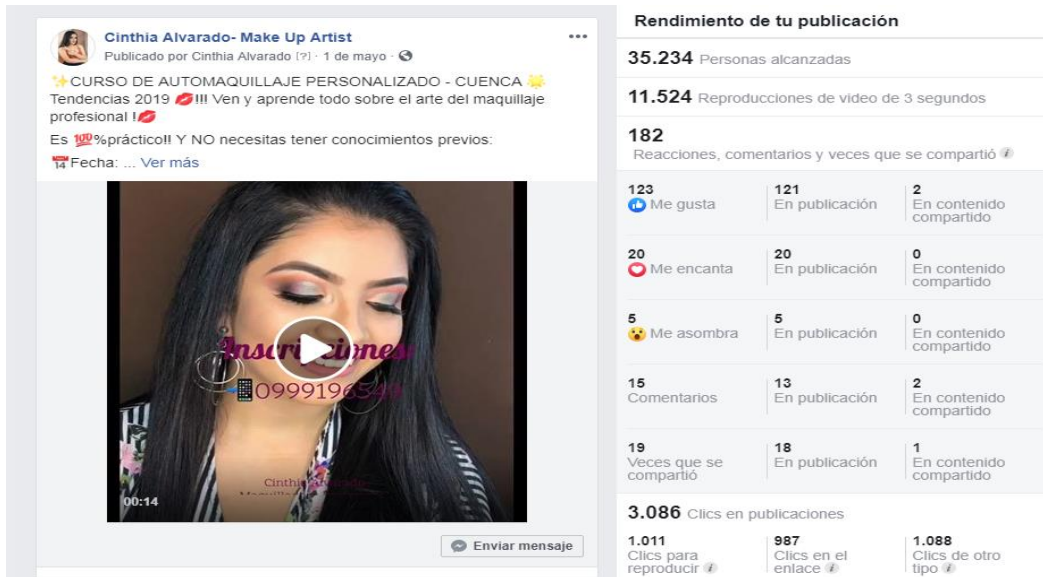 Cinthia Alvarado- Make Up Artist
Publicado por Cinthia Alvarado [?] · 1 de mayo ·
✨CURSO DE AUTOMAQUILLAJE PERSONALIZADO - CUENCA 🌟
Tendencias 2019 💋!!! Ven y aprende todo sobre el arte del maquillaje
profesional !💋
Es 💯%práctico!! Y NO necesitas tener conocimientos previos:
📅Fecha: ... Ver más
📲
00:14
Enviar mensaje
Rendimiento de tu publicación
35.234 Personas alcanzadas
11.524 Reproducciones de video de 3 segundos
182
Reacciones, comentarios y veces que se compartió
123 121 2
Me gusta En publicación En contenido
compartido
20 20 0
Me encanta En publicación En contenido
compartido
5 5 0
Me asombra En publicación En contenido
compartido
15 13 2
Comentarios En publicación En contenido
compartido
19 18 1
Veces que se En publicación En contenido
compartió compartido
3.086 Clics en publicaciones
1.011 987 1.088
Clics para Clics en el Clics de otro
reproducir enlace tipo